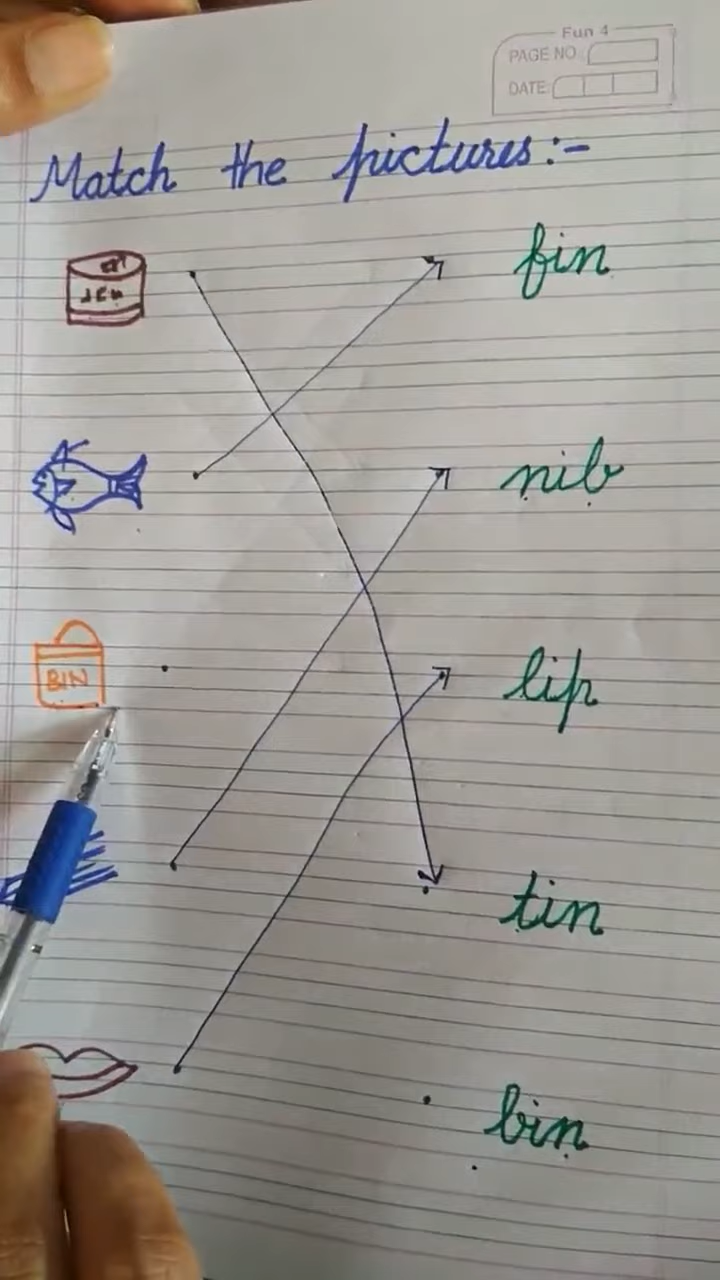 Fun 4
PAGE NO.
DATE:
Match the pictures:-
fin
nib
BIN
lip
tin
bin